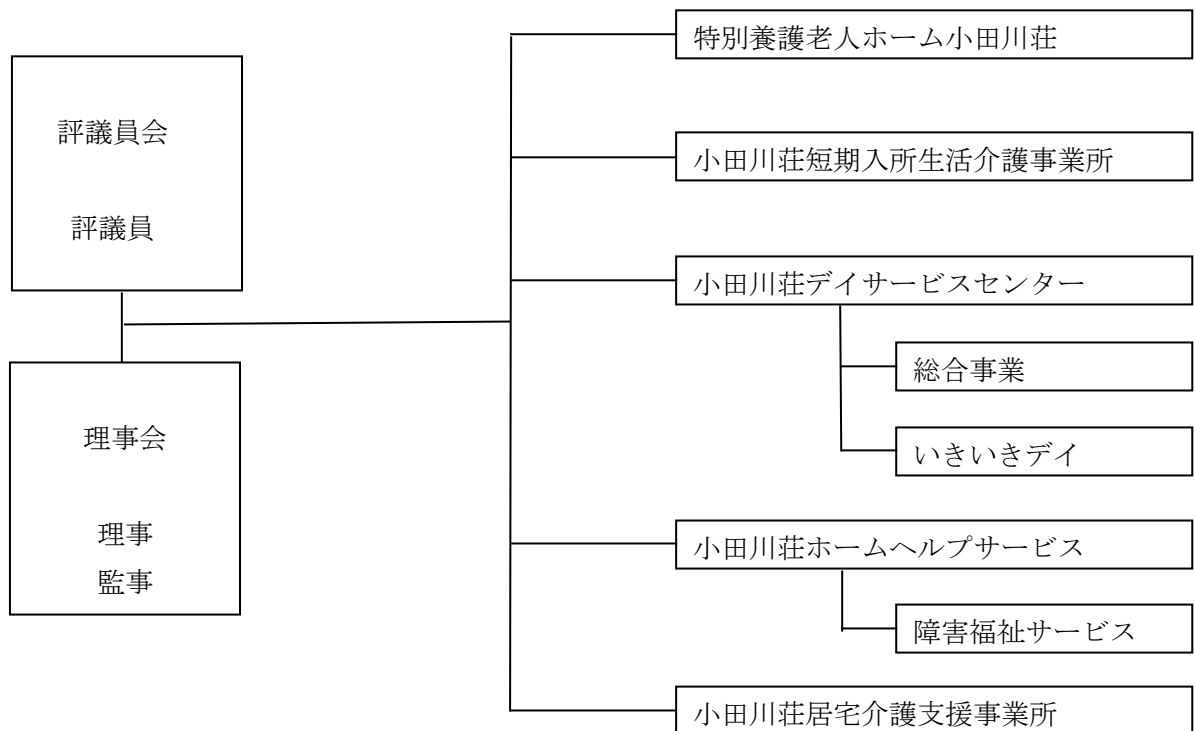 評議員会
評議員
理事会
理事
監事
特別養護老人ホーム小田川荘
小田川荘短期入所生活介護事業所
小田川荘デイサービスセンター
総合事業
いきいきデイ
小田川荘ホームヘルプサービス
障害福祉サービス
小田川荘居宅介護支援事業所